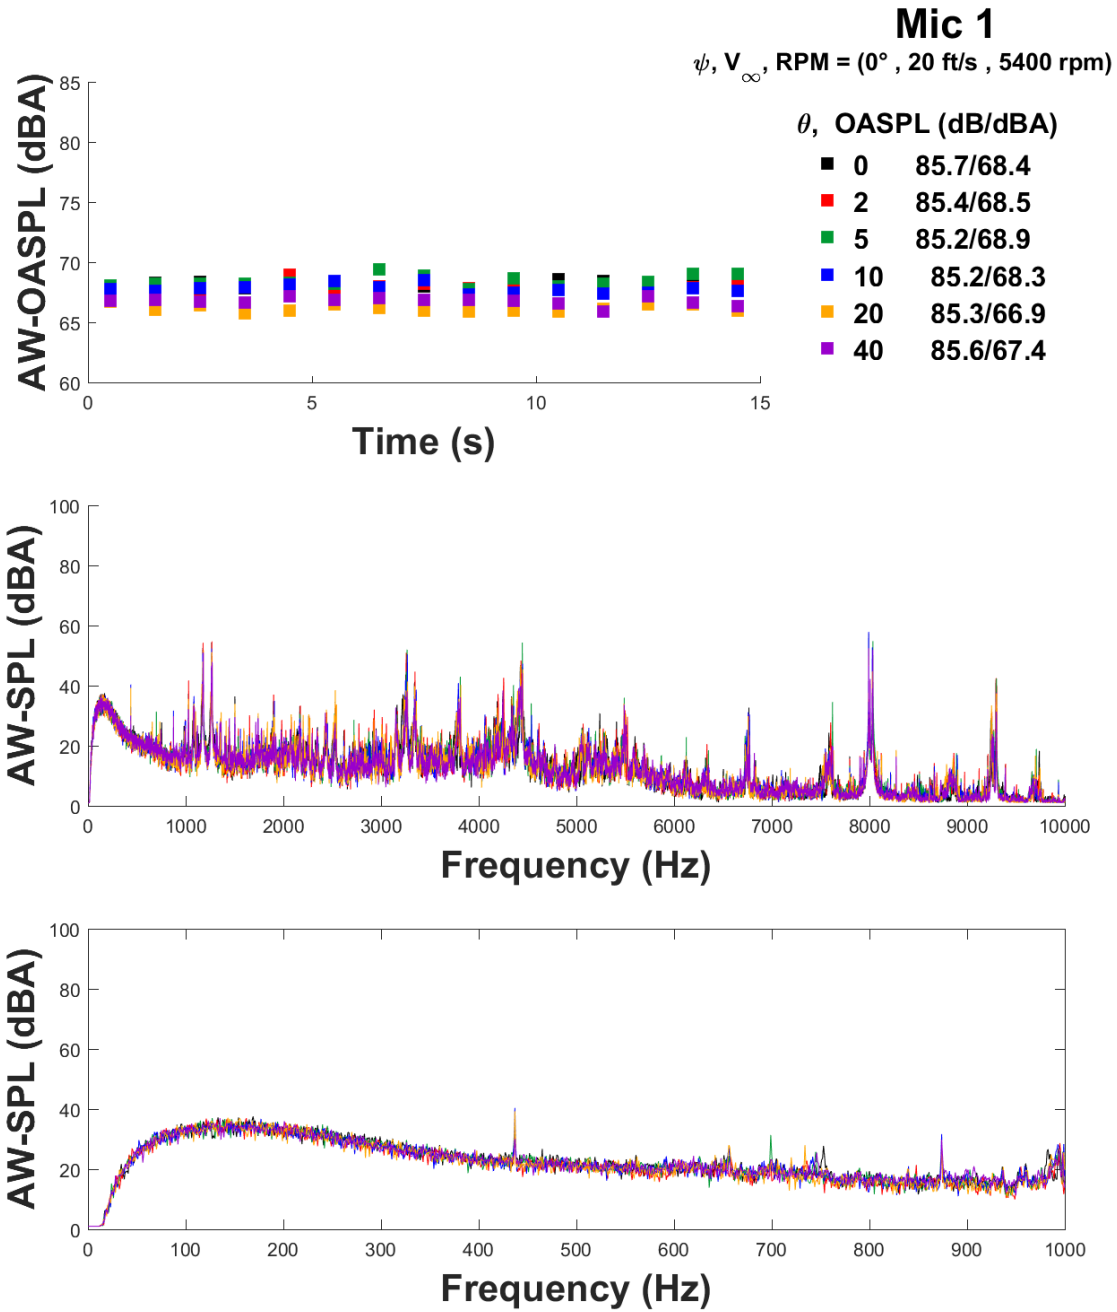 Mic 1
ψ, V∞, RPM = (0° , 20 ft/s , 5400 rpm)
θ, OASPL (dB/dBA)
0 85.7/68.4
2 85.4/68.5
5 85.2/68.9
10 85.2/68.3
20 85.3/66.9
40 85.6/67.4
AW-OASPL (dBA)
85
80
75
70
65
60
0 5 10 15
Time (s)
AW-SPL (dBA)
100
80
60
40
20
0
0 1000 2000 3000 4000 5000 6000 7000 8000 9000 10000
Frequency (Hz)
AW-SPL (dBA)
100
80
60
40
20
0
0 100 200 300 400 500 600 700 800 900 1000
Frequency (Hz)